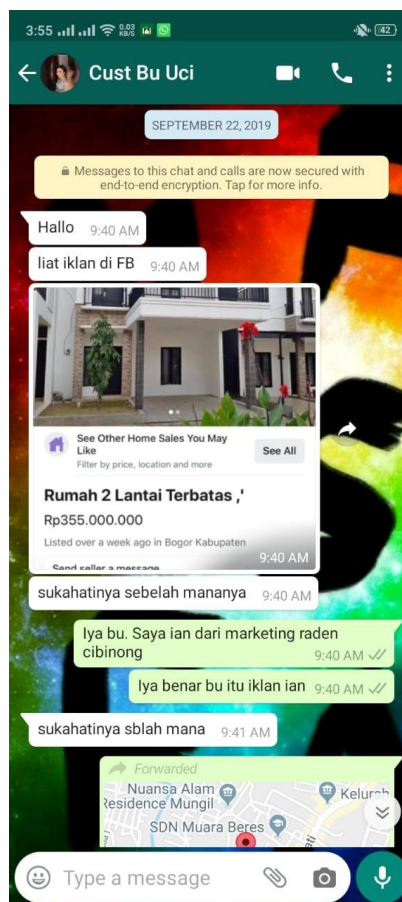 3:55
0.03
KB/S
42
Cust Bu Uci
SEPTEMBER 22, 2019
Messages to this chat and calls are now secured with
end-to-end encryption. Tap for more info.
Hallo 9:40 AM
liat iklan di FB 9:40 AM
See Other Home Sales You May
Like
Filter by price, location and more
See All
Rumah 2 Lantai Terbatas ,'
Rp355.000.000
Listed over a week ago in Bogor Kabupaten
9:40 AM
Send seller a message
sukahatinya sebelah mananya 9:40 AM
Iya bu. Saya ian dari marketing raden
cibinong 9:40 AM
Iya benar bu itu iklan ian 9:40 AM
sukahatinya sblah mana 9:41 AM
Forwarded
Nuansa Alam
Residence Mungil
Kelurah
SDN Muara Beres
Type a message